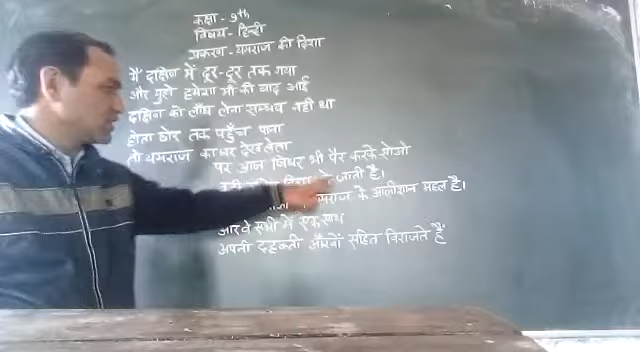 कक्षा - 9th
विषय - हिन्दी
प्रकरण - यमराज की दिशा
मैं दक्षिण में दूर-दूर तक गया
और मुझे हमेशा माँ की याद आई
दक्षिण को लाँघ लेना सम्भव नहीं था
होता छोर तक पहुँच पाना
तो यमराज का घर देख लेता
पर आज जिधर भी पैर करके सोओ
जाती है।
यमराज के आलीशान महल है।
और वे सभी में एक साथ
अपनी दहकती आँखों सहित विराजते हैं